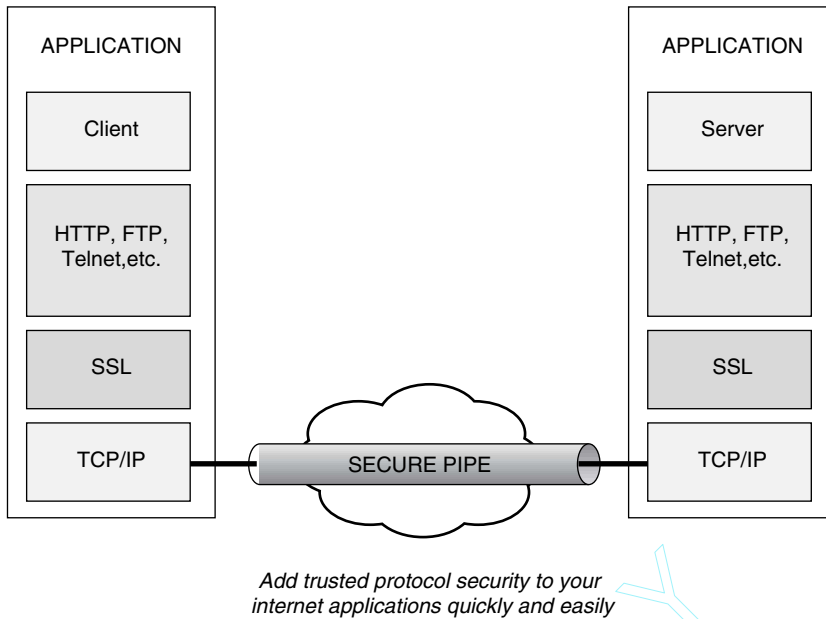 APPLICATION
Client
HTTP, FTP,
Telnet,etc.
SSL
TCP/IP
SECURE PIPE
APPLICATION
Server
HTTP, FTP,
Telnet,etc.
SSL
TCP/IP
Add trusted protocol security to your
internet applications quickly and easily